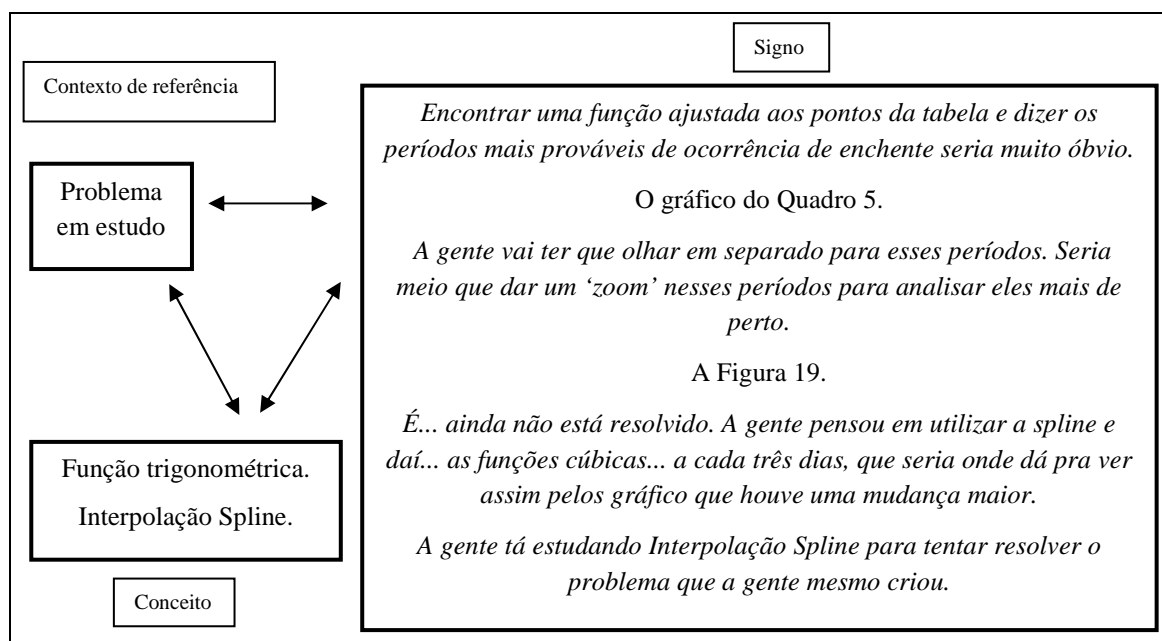 Signo
Contexto de referência
Encontrar uma função ajustada aos pontos da tabela e dizer os
períodos mais prováveis de ocorrência de enchente seria muito óbvio.
O gráfico do Quadro 5.
A gente vai ter que olhar em separado para esses períodos. Seria
meio que dar um ‘zoom’ nesses períodos para analisar eles mais de
perto.
A Figura 19.
É... ainda não está resolvido. A gente pensou em utilizar a spline e
daí... as funções cúbicas... a cada três dias, que seria onde dá pra ver
assim pelos gráfico que houve uma mudança maior.
A gente tá estudando Interpolação Spline para tentar resolver o
problema que a gente mesmo criou.
Problema
em estudo
Função trigonométrica.
Interpolação Spline.
Conceito